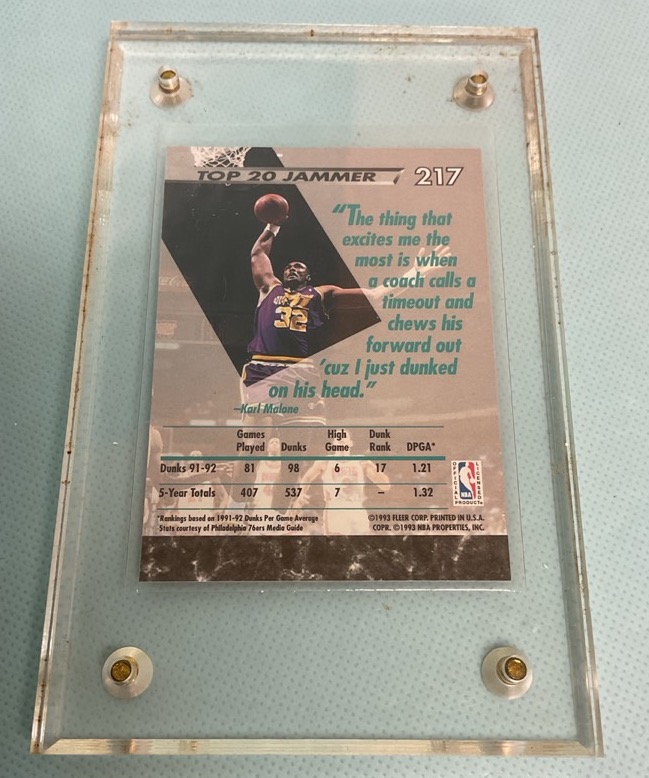 TOP 20 JAMMER 217
“The thing that
excites me the
most is when
a coach calls a
timeout and
chews his
forward out
'cuz I just dunked
on his head.”
–Karl Malone
32
Games Played Dunks High Game Dunk Rank DPGA*
Dunks 91-92 81 98 6 17 1.21
5-Year Totals 407 537 7 – 1.32
*Rankings based on 1991-92 Dunks Per Game Average
Stats courtesy of Philadelphia 76ers Media Guide
OFFICIAL LICENSED
NBA
PRODUCT
©1993 FLEER CORP. PRINTED IN U.S.A.
COPR. ©1993 NBA PROPERTIES, INC.